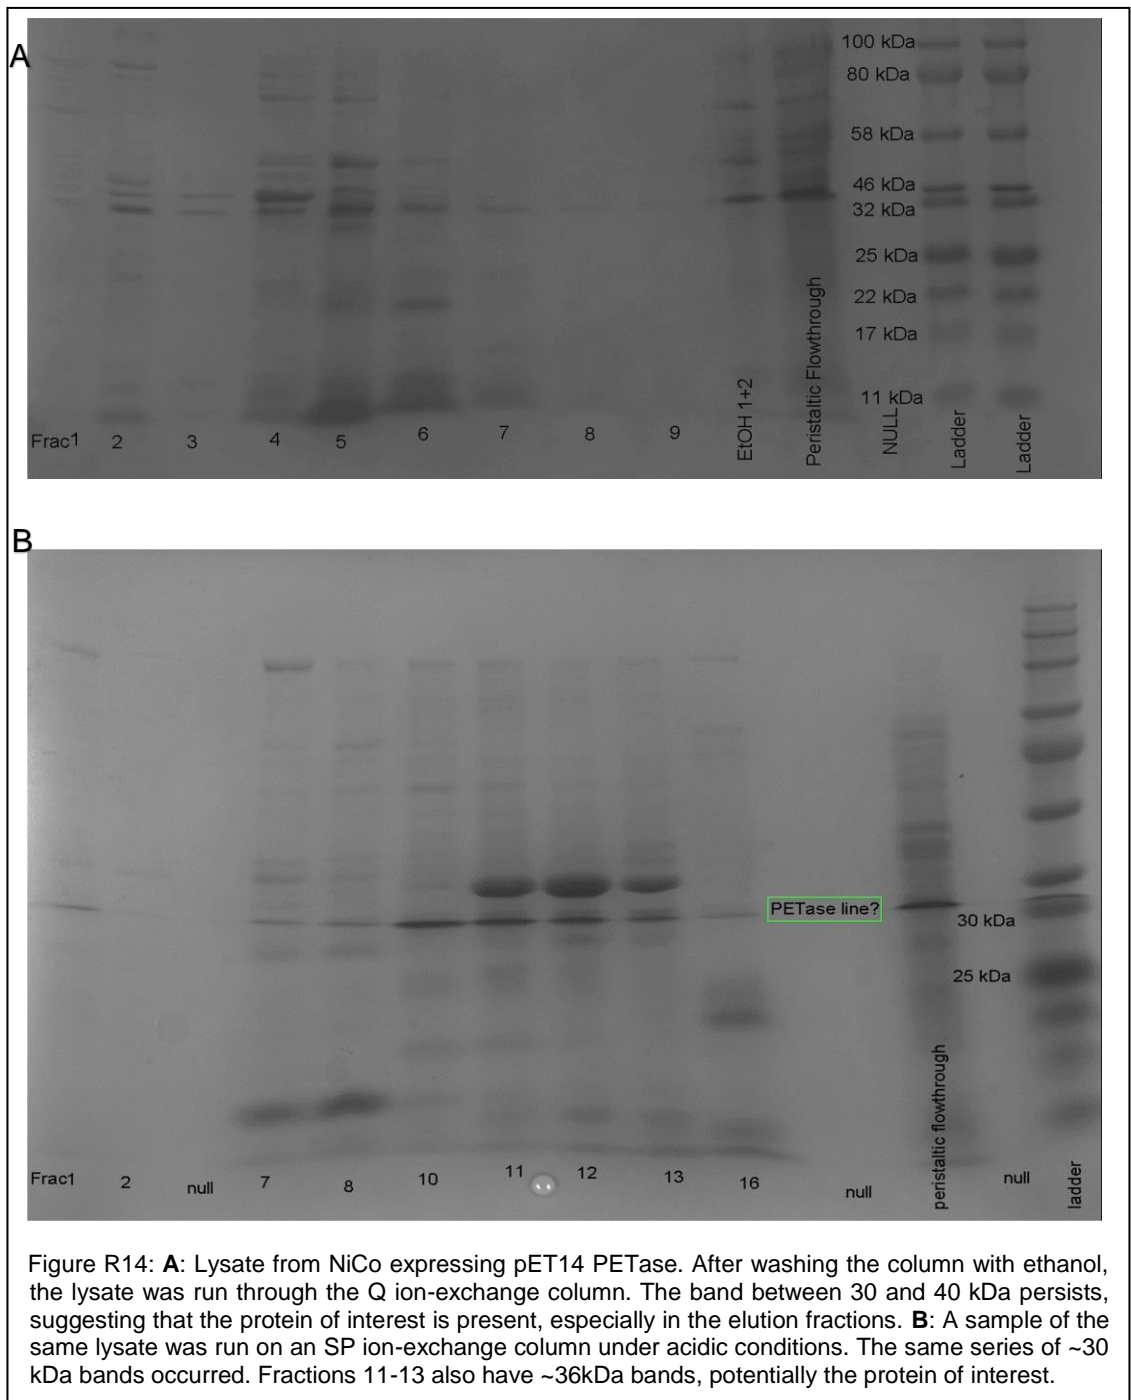 A
100 kDa
80 kDa
58 kDa
46 kDa
32 kDa
25 kDa
22 kDa
17 kDa
11 kDa
Frac1 2 3 4 5 6 7 8 9 EtOH 1+2 Peristaltic Flowthrough NULL Ladder Ladder
B
PETase line?
30 kDa
25 kDa
Frac1 2 null 7 8 10 11 12 13 16 null peristaltic flowthrough null ladder
Figure R14: A: Lysate from NiCo expressing pET14 PETase. After washing the column with ethanol,
the lysate was run through the Q ion-exchange column. The band between 30 and 40 kDa persists,
suggesting that the protein of interest is present, especially in the elution fractions. B: A sample of the
same lysate was run on an SP ion-exchange column under acidic conditions. The same series of ~30
kDa bands occurred. Fractions 11-13 also have ~36kDa bands, potentially the protein of interest.